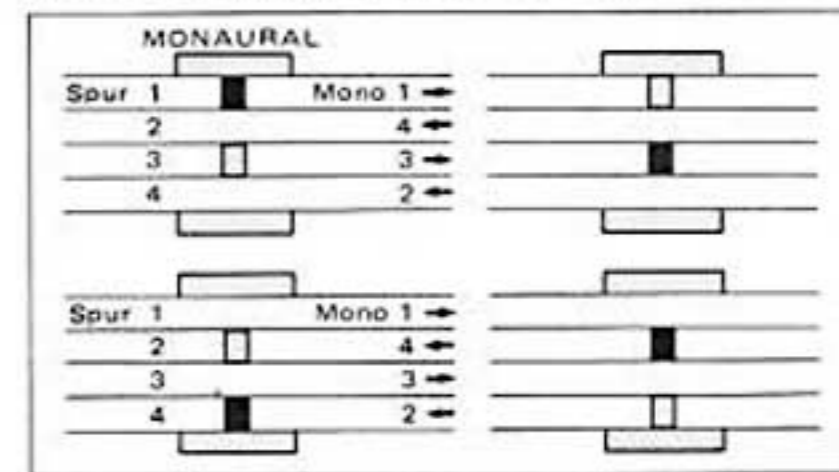 MONAURAL
Spur 1 Mono 1 ←
2 4 ←
3 3 →
4 2 ←
Spur 1 Mono 1 →
2 4 ←
3 3 →
4 2 ←